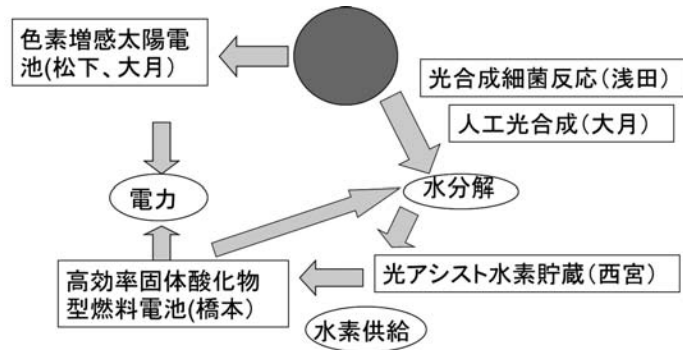 色素増感太陽電
池(松下、大月）
光合成細菌反応（浅田）
人工光合成（大月）
電力
水分解
高効率固体酸化物
型燃料電池(橋本）
光アシスト水素貯蔵（西宮）
水素供給